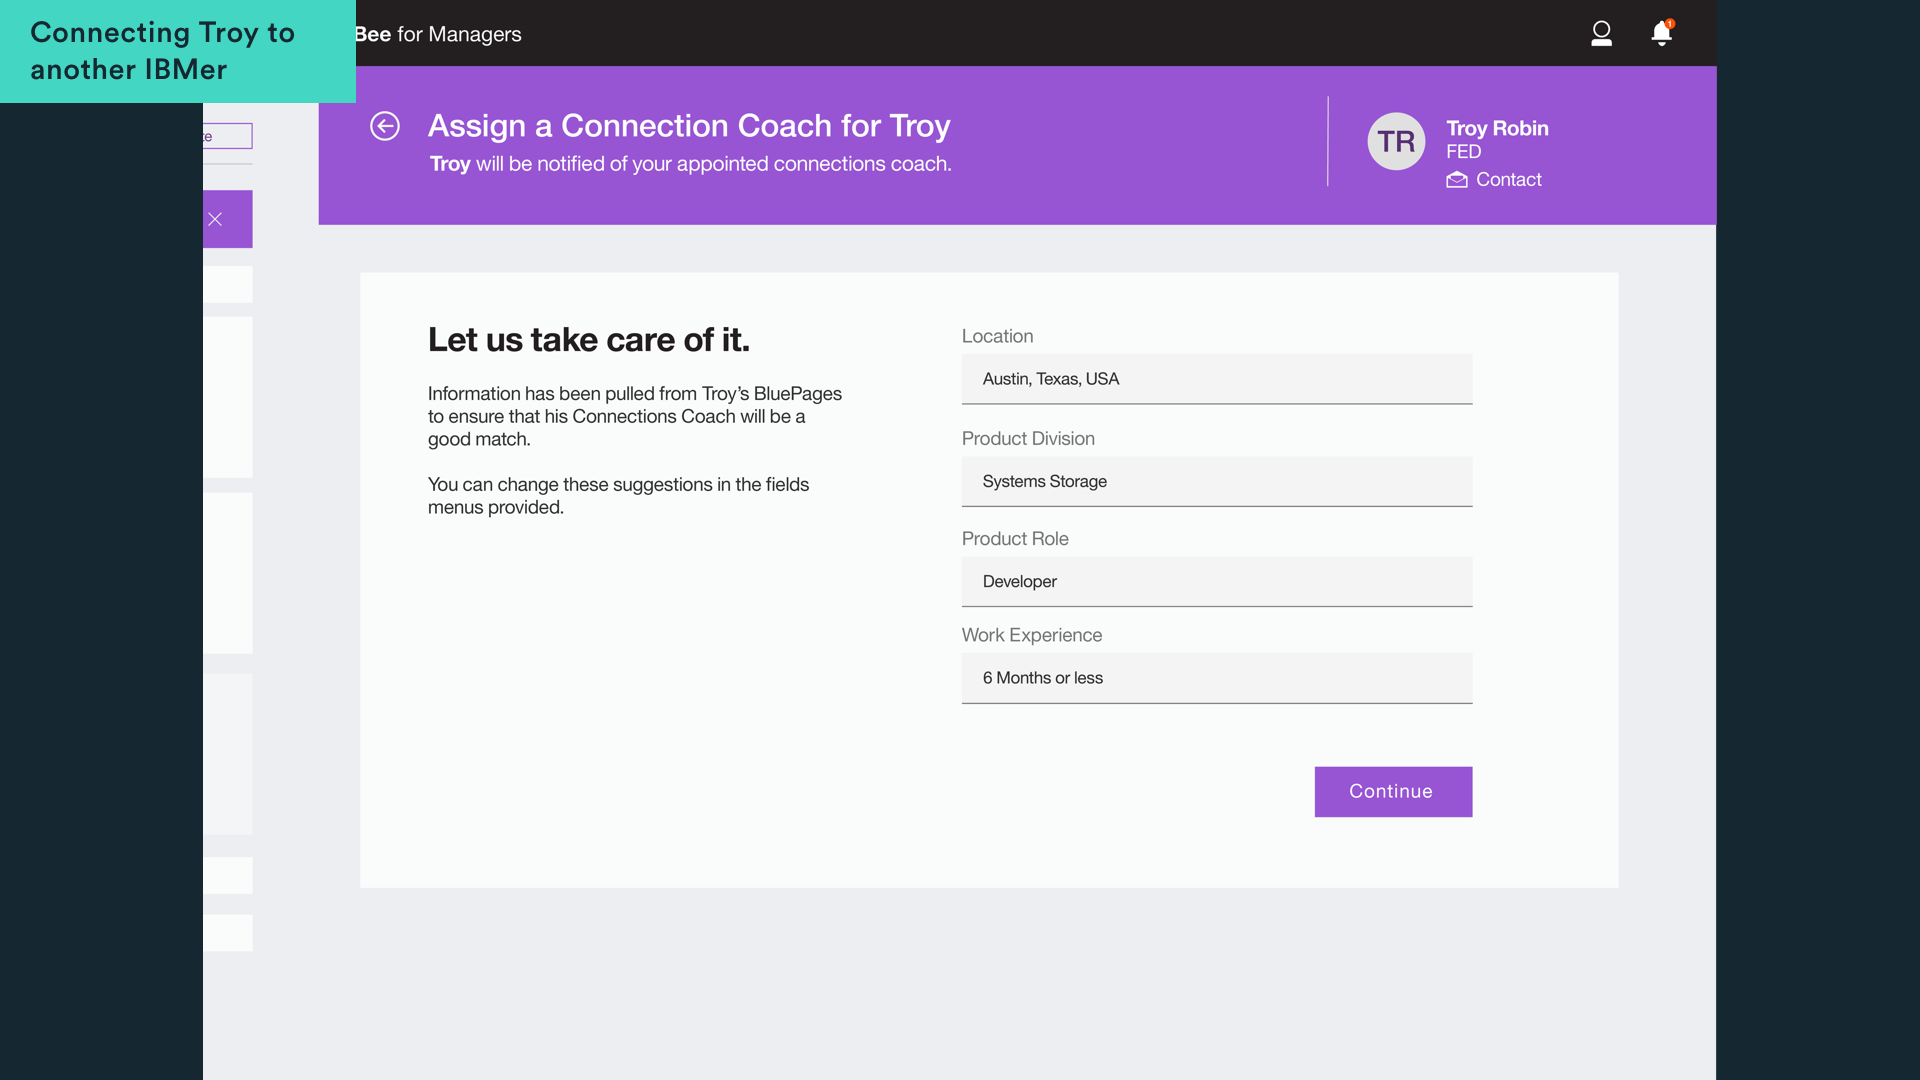 Connecting Troy to
another IBMer
Bee for Managers
1
Assign a Connection Coach for Troy
Troy will be notified of your appointed connections coach.
TR
Troy Robin
FED
Contact
Let us take care of it.
Information has been pulled from Troy's BluePages
to ensure that his Connections Coach will be a
good match.
You can change these suggestions in the fields
menus provided.
Location
Austin, Texas, USA
Product Division
Systems Storage
Product Role
Developer
Work Experience
6 Months or less
Continue